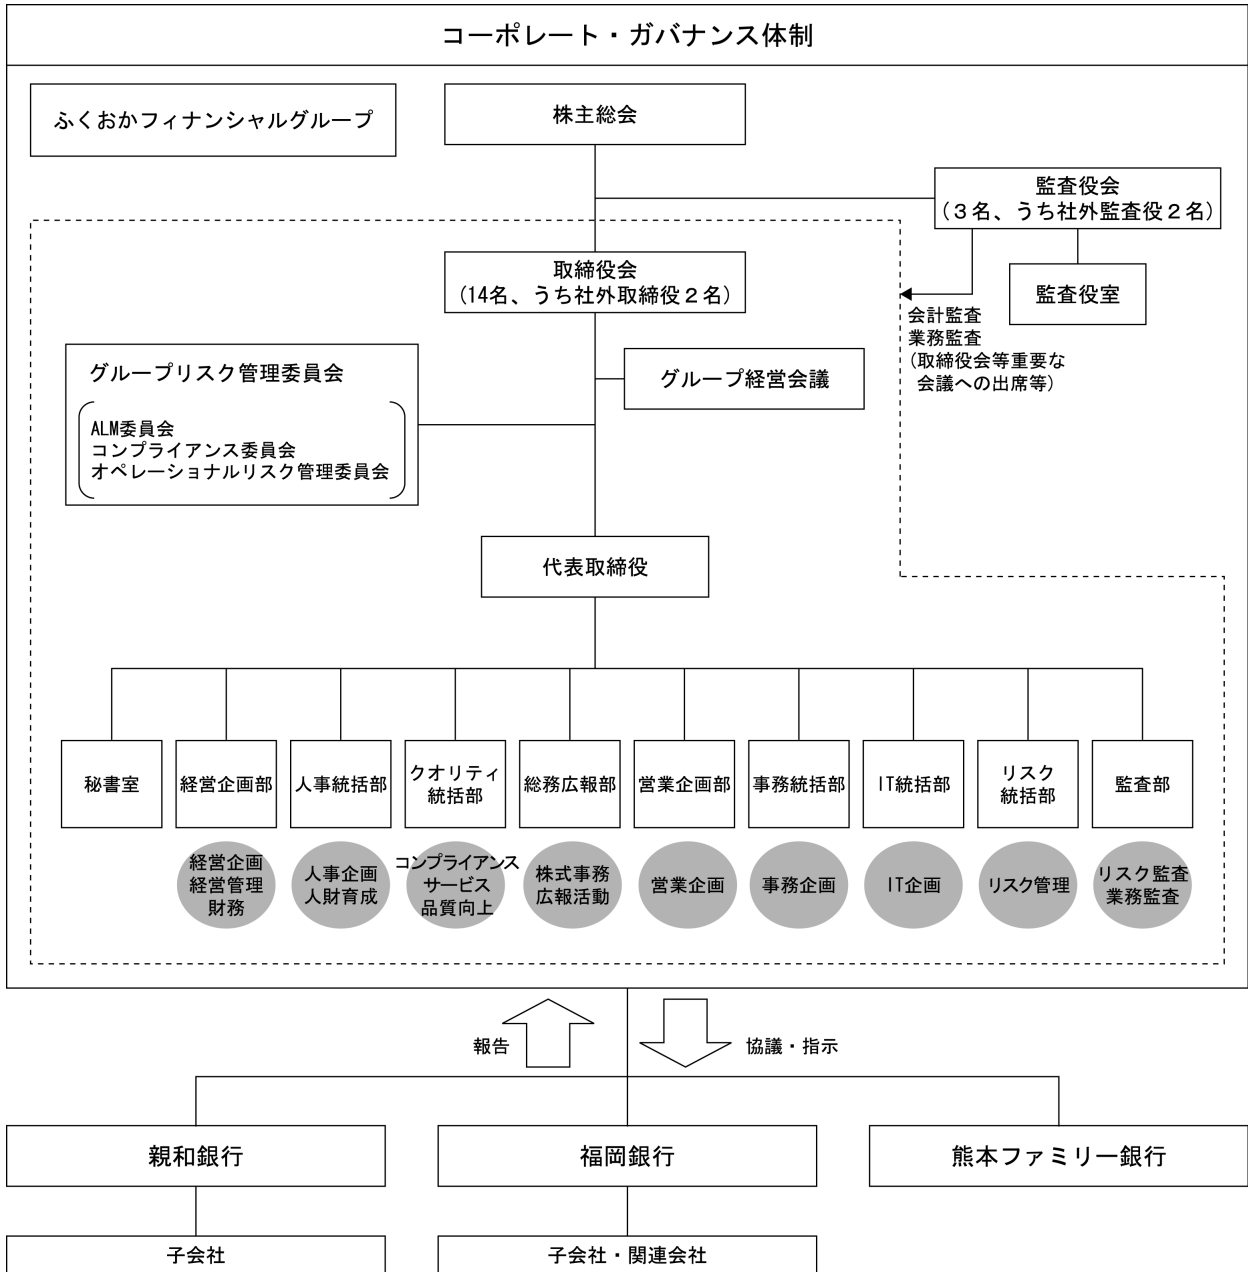 コーポレート・ガバナンス体制
ふくおかフィナンシャルグループ
株主総会
監査役会
(３名、うち社外監査役２名)
取締役会
(14名、うち社外取締役２名)
監査役室
会計監査
業務監査
(取締役会等重要な
会議への出席等)
グループリスク管理委員会
ALM委員会
コンプライアンス委員会
オペレーショナルリスク管理委員会
グループ経営会議
代表取締役
秘書室
経営企画部
人事統括部
クオリティ
統括部
総務広報部
営業企画部
事務統括部
IT統括部
リスク
統括部
監査部
経営企画
経営管理
財務
人事企画
人財育成
コンプライアンス
サービス
品質向上
株式事務
広報活動
営業企画
事務企画
IT企画
リスク管理
リスク監査
業務監査
報告
協議・指示
親和銀行
福岡銀行
熊本ファミリー銀行
子会社
子会社・関連会社